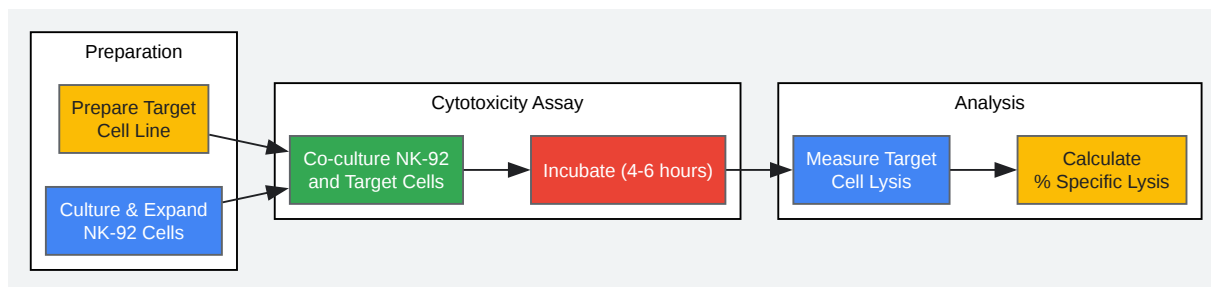 Preparation
Prepare Target
Cell Line
Culture & Expand
NK-92 Cells
Cytotoxicity Assay
Co-culture NK-92
and Target Cells
Incubate (4-6 hours)
Analysis
Measure Target
Cell Lysis
Calculate
% Specific Lysis